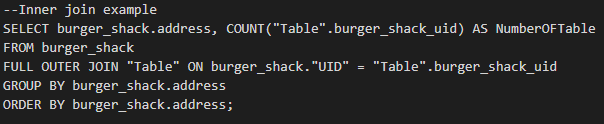 --Inner join example
SELECT burger_shack.address, COUNT("Table".burger_shack_uid) AS NumberOFTable
FROM burger_shack
FULL OUTER JOIN "Table" ON burger_shack."UID" = "Table".burger_shack_uid
GROUP BY burger_shack.address
ORDER BY burger_shack.address;